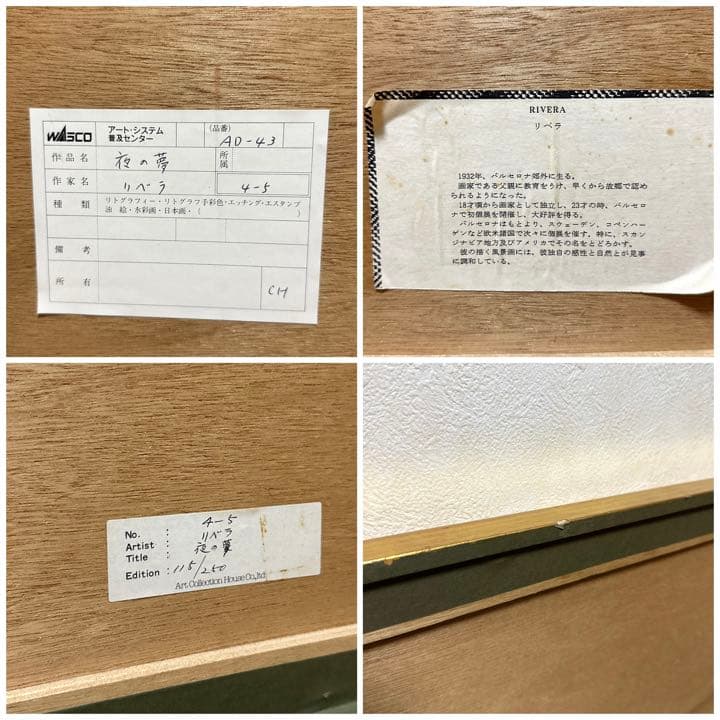 WASCO
アート・システム
普及センター
(品番)
AD-43
作品名
夜の夢
所属
作家名
リベラ
4-5
種類
リトグラフィー・リトグラフ手彩色・エッチング・エスタンプ
油絵・水彩画・日本画・( )
備考
所有
CH
RIVERA
リベラ
1932年、バルセロナ郊外に生る。
画家である父親に教育をうけ、早くから故郷で認め
られるようになった。
18才頃から画家として独立し、23才の時、バルセロ
ナで初個展を開催し、大好評を得る。
バルセロナはもとより、スウェーデン、コペンハー
ゲンなど欧米諸国で次々に個展を催す。特に、スカン
ジナビア地方及びアメリカでその名をとどろかす。
彼の描く風景画には、彼独自の感性と自然とが見事
に調和している。
No. : 4-5
Artist : リベラ
Title : 夜の夢
Edition : 115/250
Art Collection House Co.,ltd.